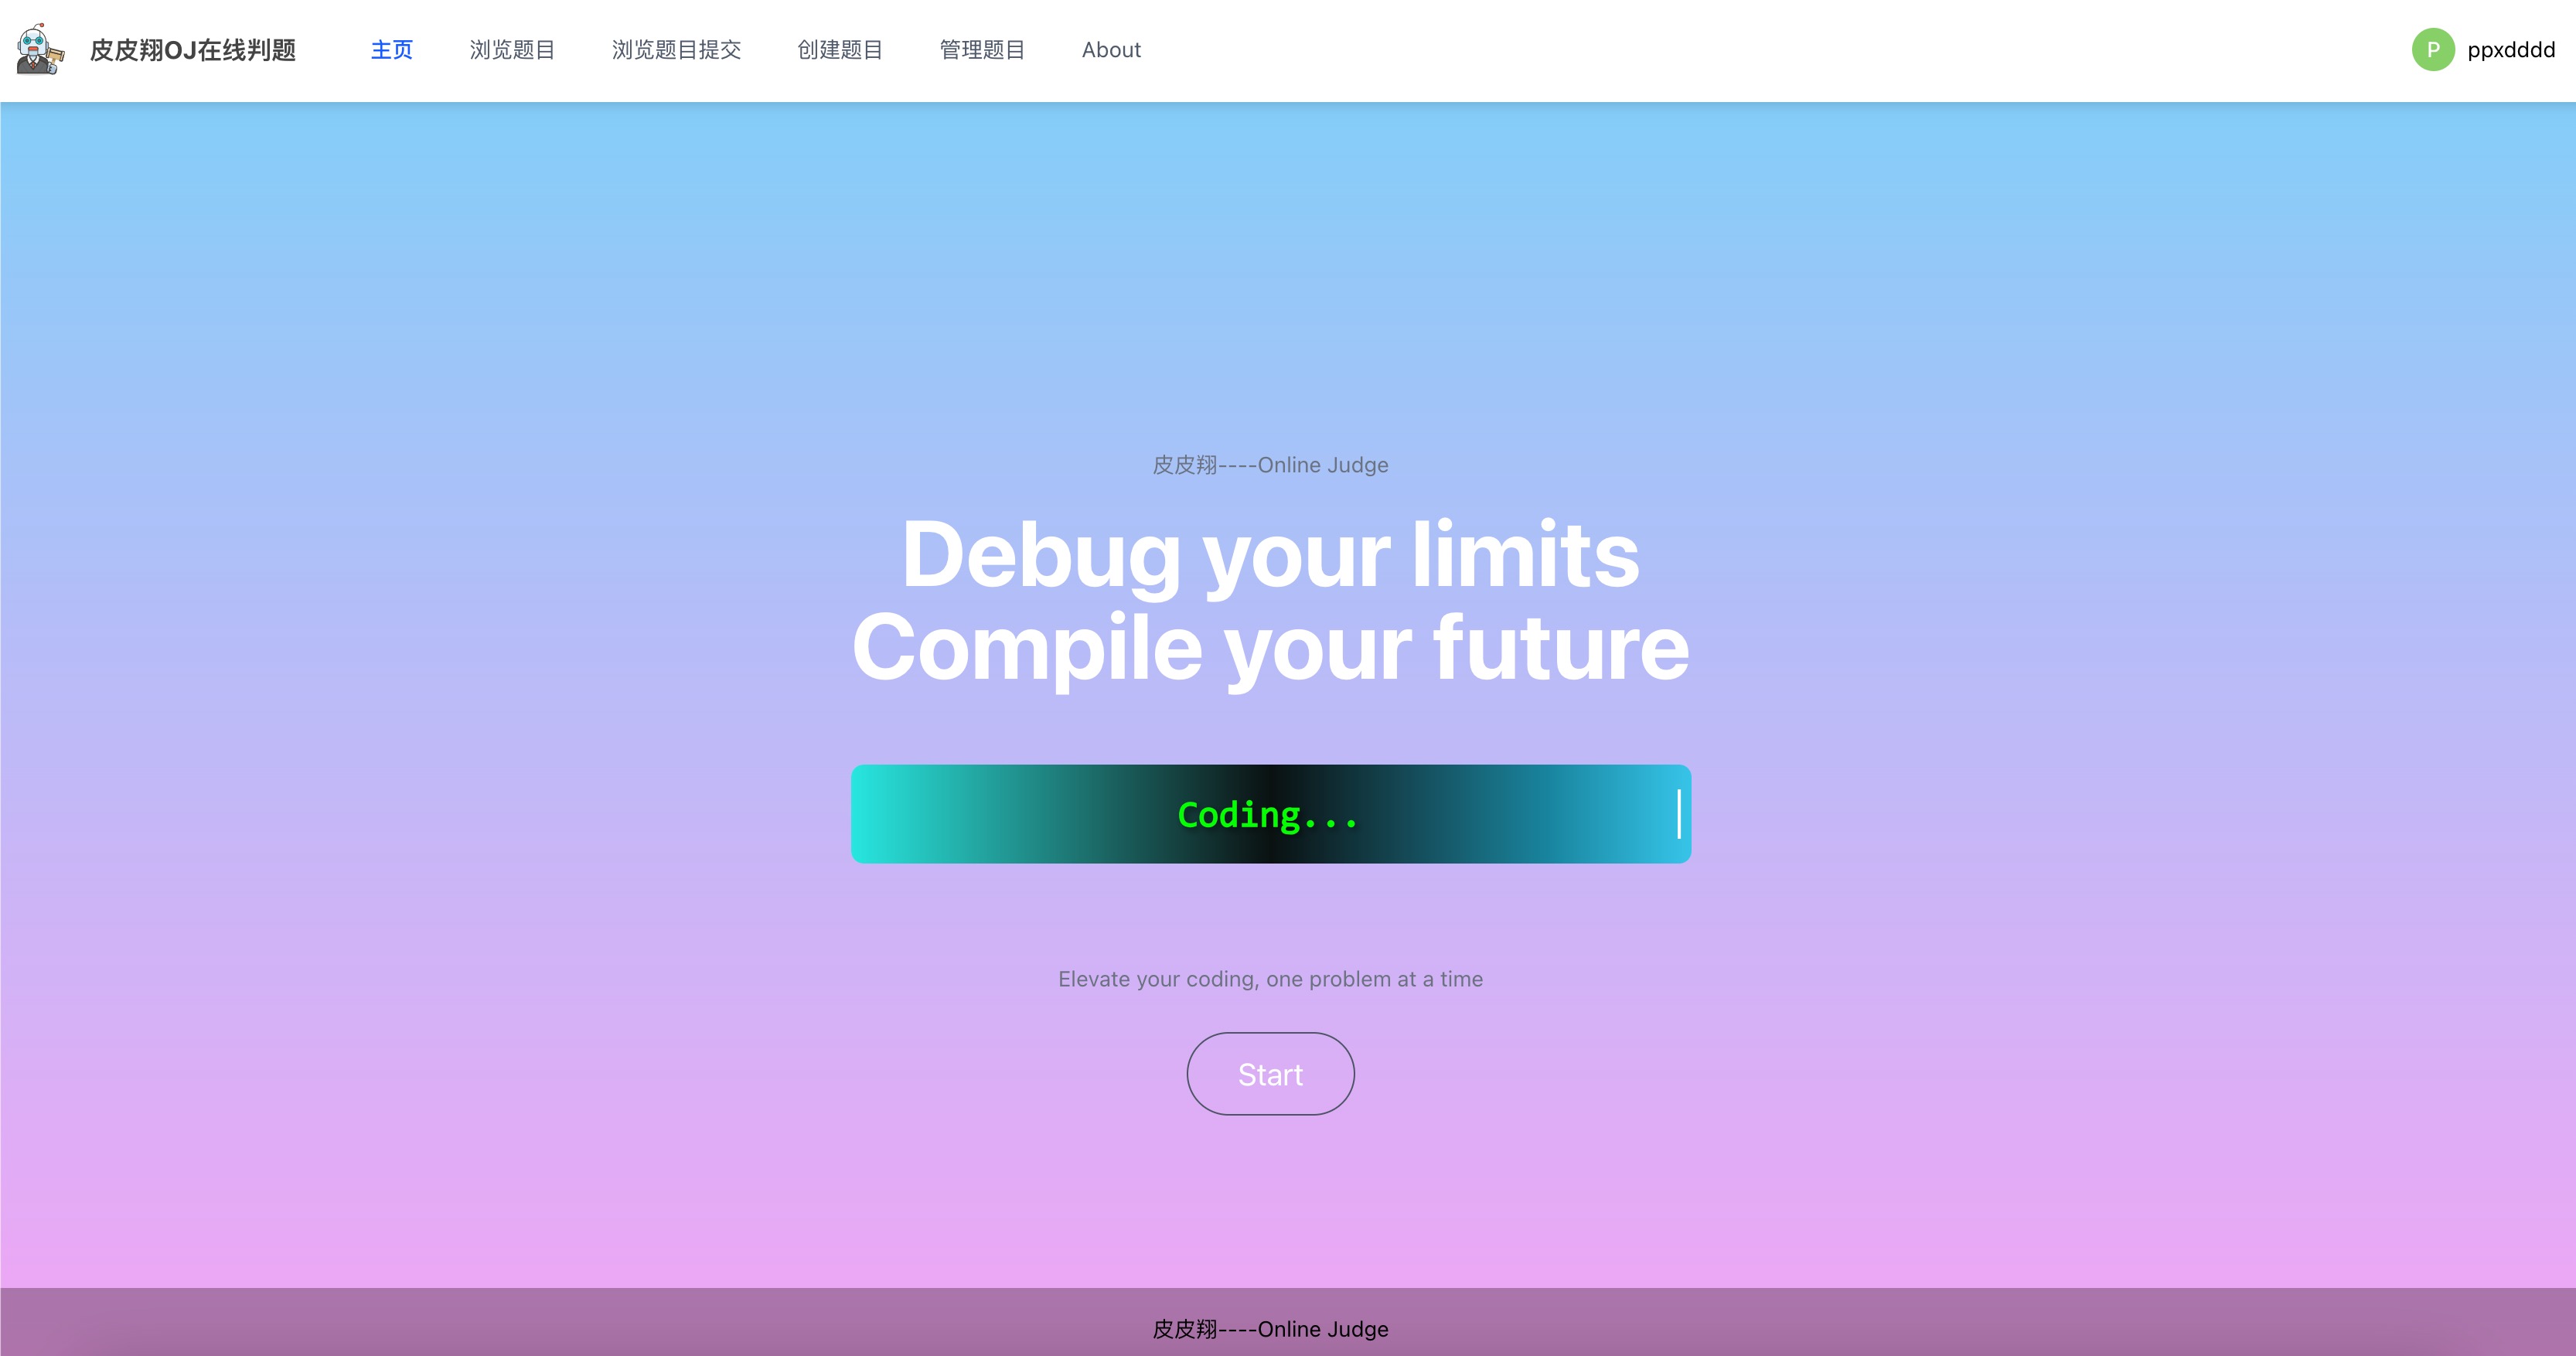 皮皮翔OJ在线判题 主页 浏览题目 浏览题目提交 创建题目 管理题目 About P ppxdddd
皮皮翔----Online Judge
Debug your limits
Compile your future
Coding...
Elevate your coding, one problem at a time
Start
皮皮翔----Online Judge